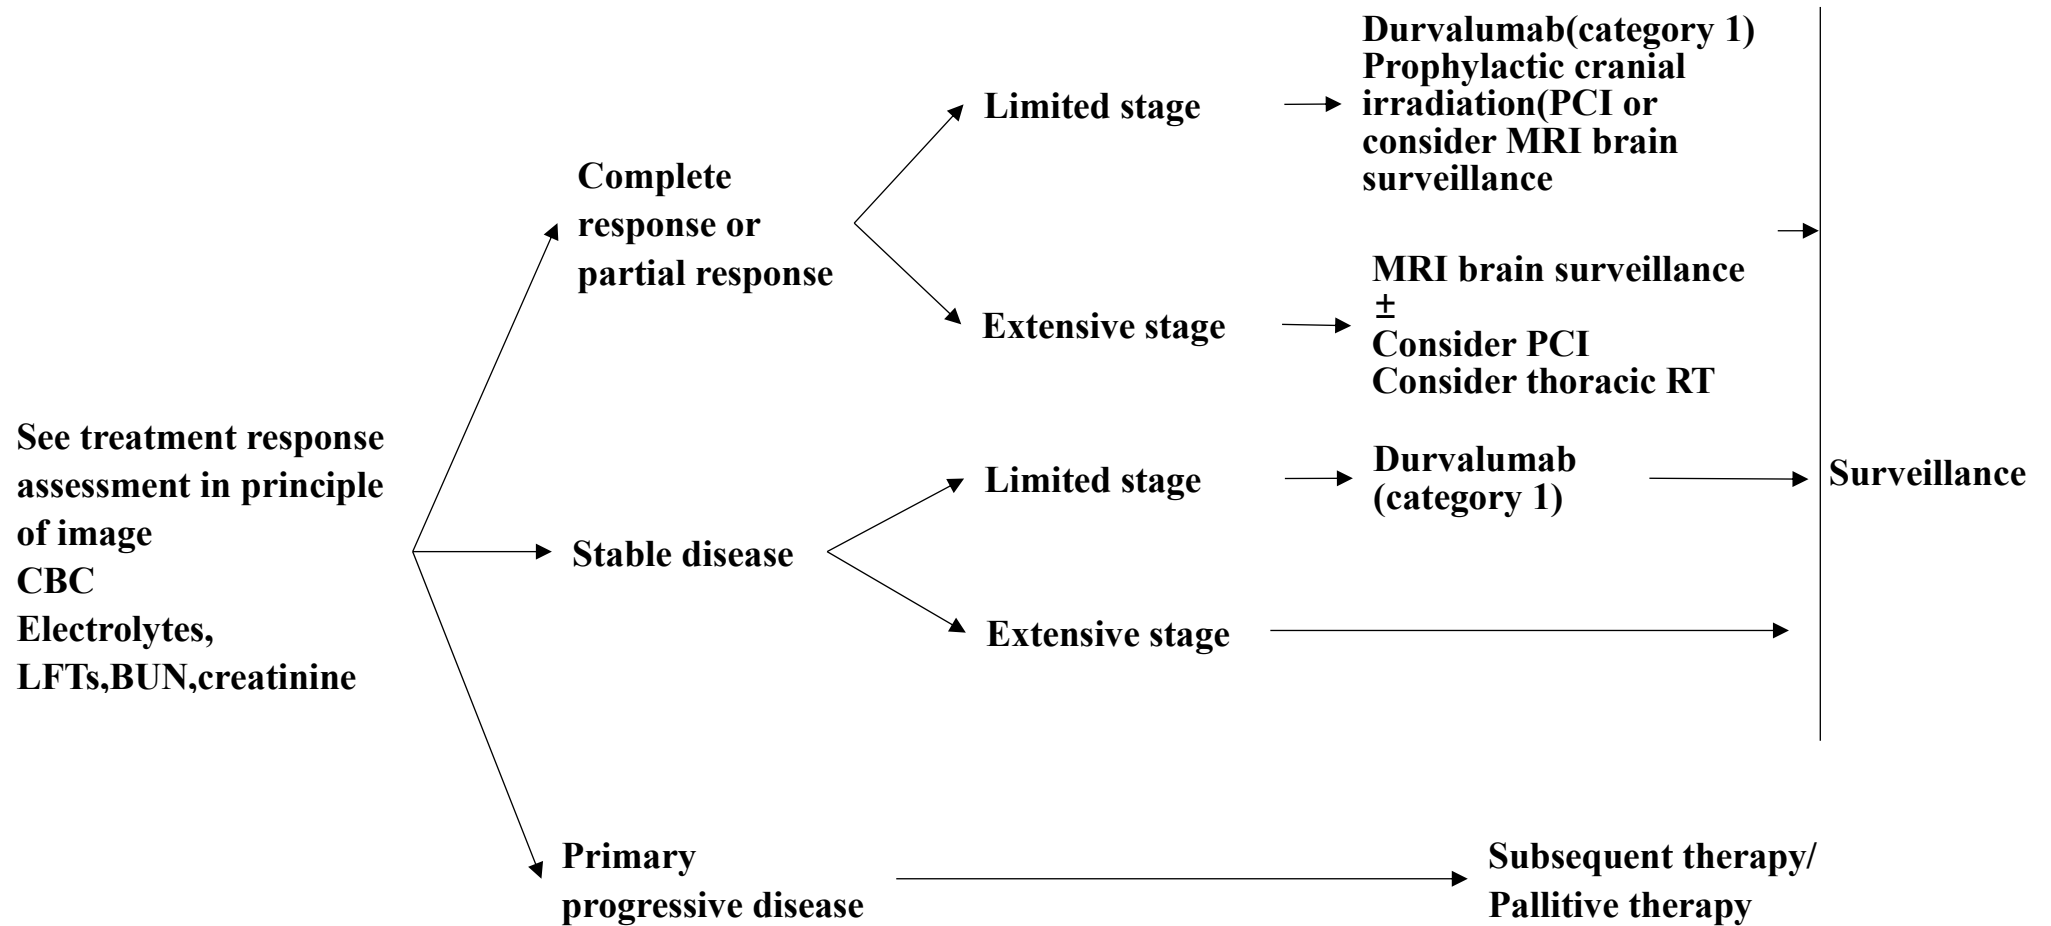 See treatment response
assessment in principle
of image
CBC
Electrolytes,
LFTs,BUN,creatinine
Complete
response or
partial response
Limited stage
Durvalumab(category 1)
Prophylactic cranial
irradiation(PCI or
consider MRI brain
surveillance
Extensive stage
MRI brain surveillance
±
Consider PCI
Consider thoracic RT
Stable disease
Limited stage
Durvalumab
(category 1)
Extensive stage
Surveillance
Primary
progressive disease
Subsequent therapy/
Pallitive therapy